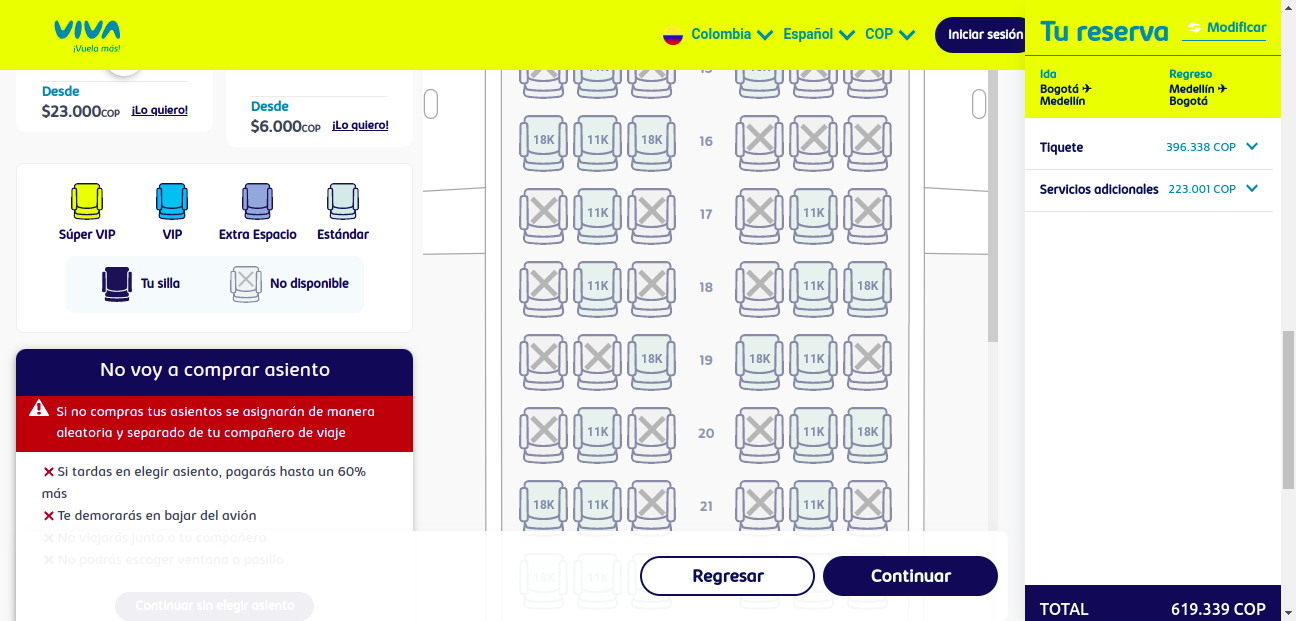 VIVA
¡Vuela más!
Colombia
Español
COP
Iniciar sesión
Tu reserva
Modificar
Ida
Bogotá ✈
Medellín
Regreso
Medellín ✈
Bogotá
Tiquete
396.338 COP
Servicios adicionales
223.001 COP
TOTAL
619.339 COP
Desde
$23.000COP
¡Lo quiero!
Desde
$6.000COP
¡Lo quiero!
Súper VIP
VIP
Extra Espacio
Estándar
Tu silla
No disponible
No voy a comprar asiento
Si no compras tus asientos se asignarán de manera
aleatoria y separado de tu compañero de viaje
Si tardas en elegir asiento, pagarás hasta un 60%
más
Te demorarás en bajar del avión
No viajarás junto a tu compañero
No podrás escoger ventana o pasillo
Continuar sin elegir asiento
18K 11K 18K 16
11K 17 11K
11K 18 11K 18K
18K 19 18K 11K
11K 20 11K 18K
18K 11K 21 11K
18K 11K
Regresar
Continuar